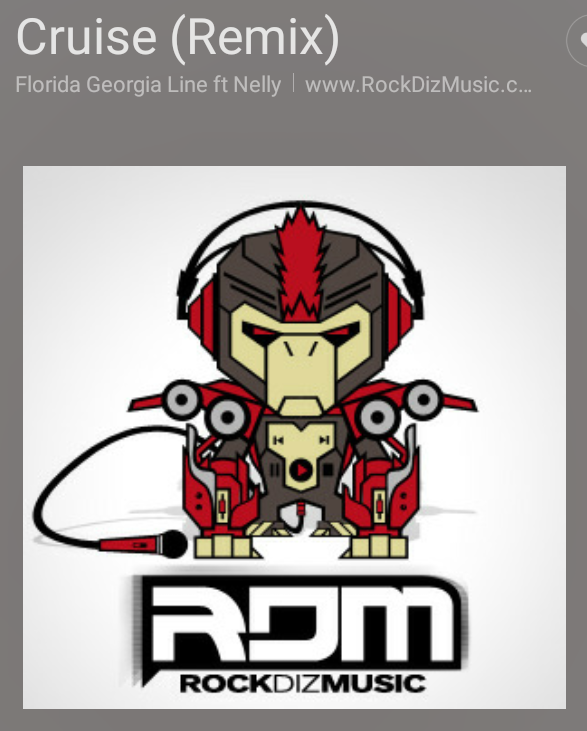 Cruise (Remix)
Florida Georgia Line ft Nelly | www.RockDizMusic.c...
RDM
ROCKDIZMUSIC